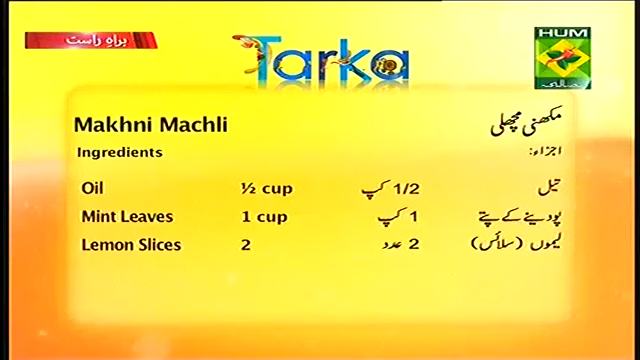 براہِ راست
Tarka
HUM
مصالحہ
Makhni Machli مکھنی مچھلی
Ingredients اجزاء:
Oil ½ cup 1/2 کپ تیل
Mint Leaves 1 cup 1 کپ پودینے کے پتے
Lemon Slices 2 2 عدد لیموں (سلائس)